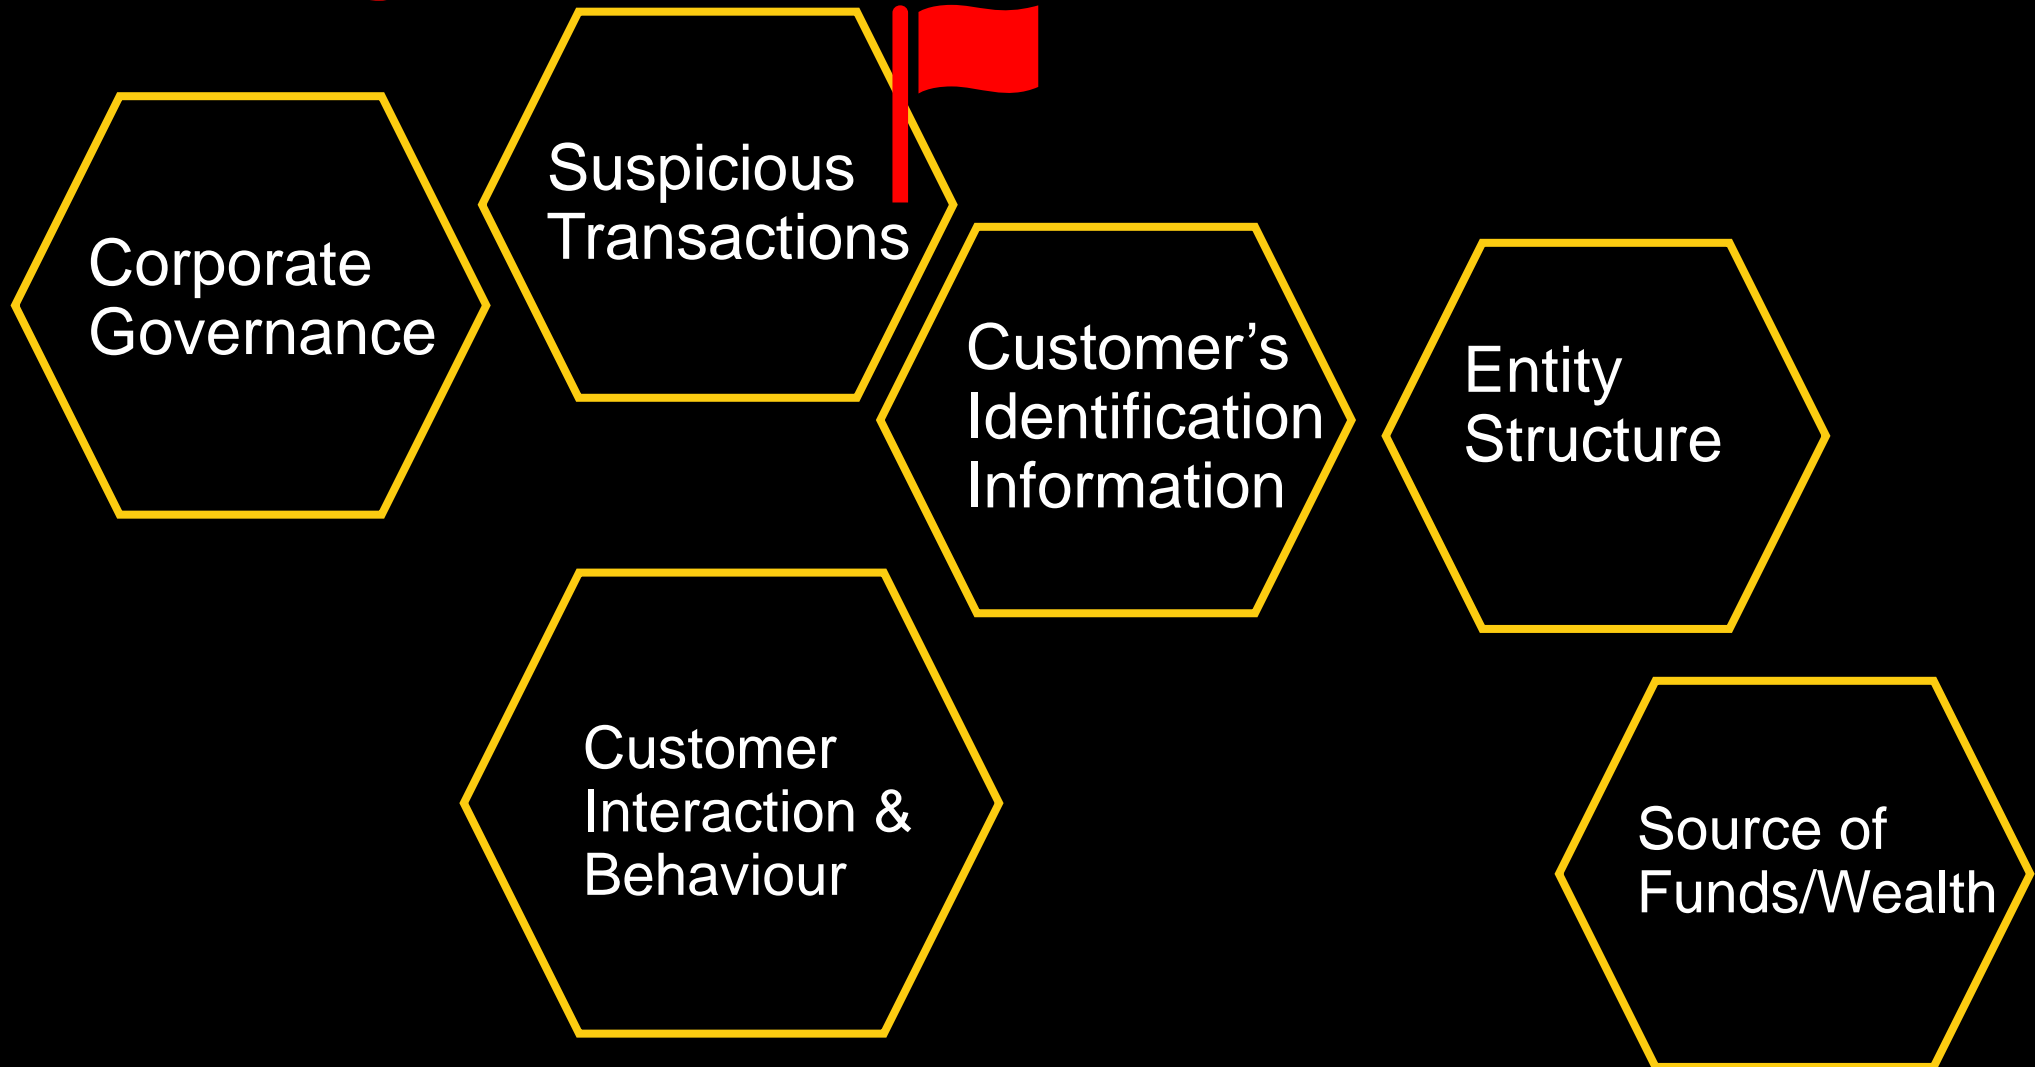 Corporate
Governance
Suspicious
Transactions
Customer’s
Identification
Information
Entity
Structure
Customer
Interaction &
Behaviour
Source of
Funds/Wealth